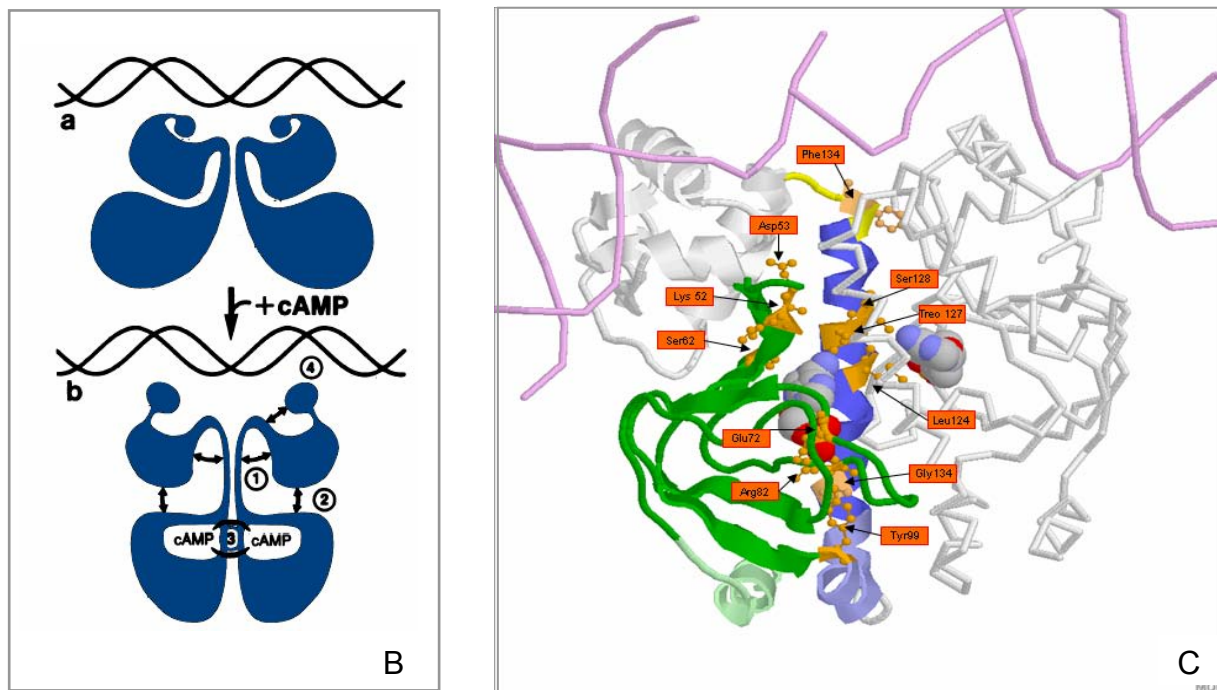 a
+cAMP
b
④
①
②
cAMP 3 cAMP
B
Phe134
Asp53
Ser128
Lys 52
Treo 127
Ser62
Leu124
Glu72
Gly134
Arg82
Tyr99
C